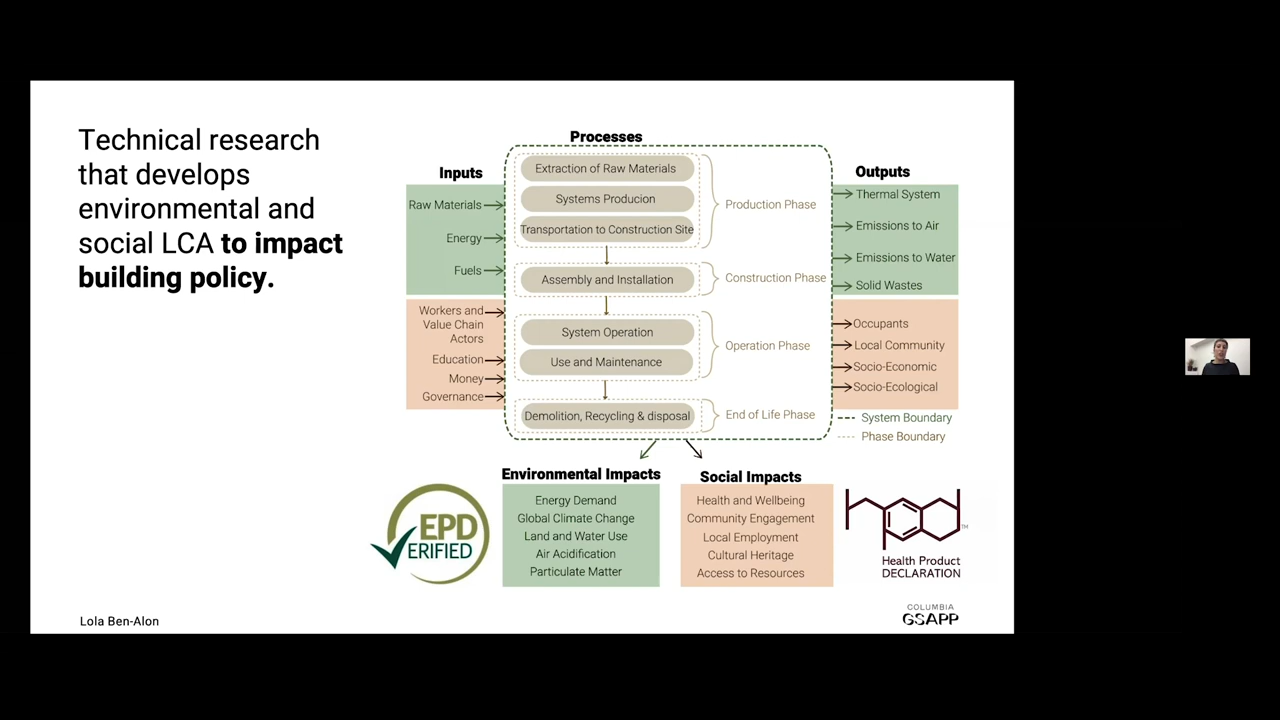 Technical research
that develops
environmental and
social LCA to impact
building policy.
Processes
Inputs
Raw Materials
Energy
Fuels
Workers and
Value Chain
Actors
Education
Money
Governance
Extraction of Raw Materials
Systems Producion
Transportation to Construction Site
Production Phase
Assembly and Installation
Construction Phase
System Operation
Use and Maintenance
Operation Phase
Demolition, Recycling & disposal
End of Life Phase
Outputs
Thermal System
Emissions to Air
Emissions to Water
Solid Wastes
Occupants
Local Community
Socio-Economic
Socio-Ecological
System Boundary
Phase Boundary
Environmental Impacts
Energy Demand
Global Climate Change
Land and Water Use
Air Acidification
Particulate Matter
Social Impacts
Health and Wellbeing
Community Engagement
Local Employment
Cultural Heritage
Access to Resources
EPD
VERIFIED
Health Product
DECLARATION
TM
Lola Ben-Alon
COLUMBIA
GSAPP